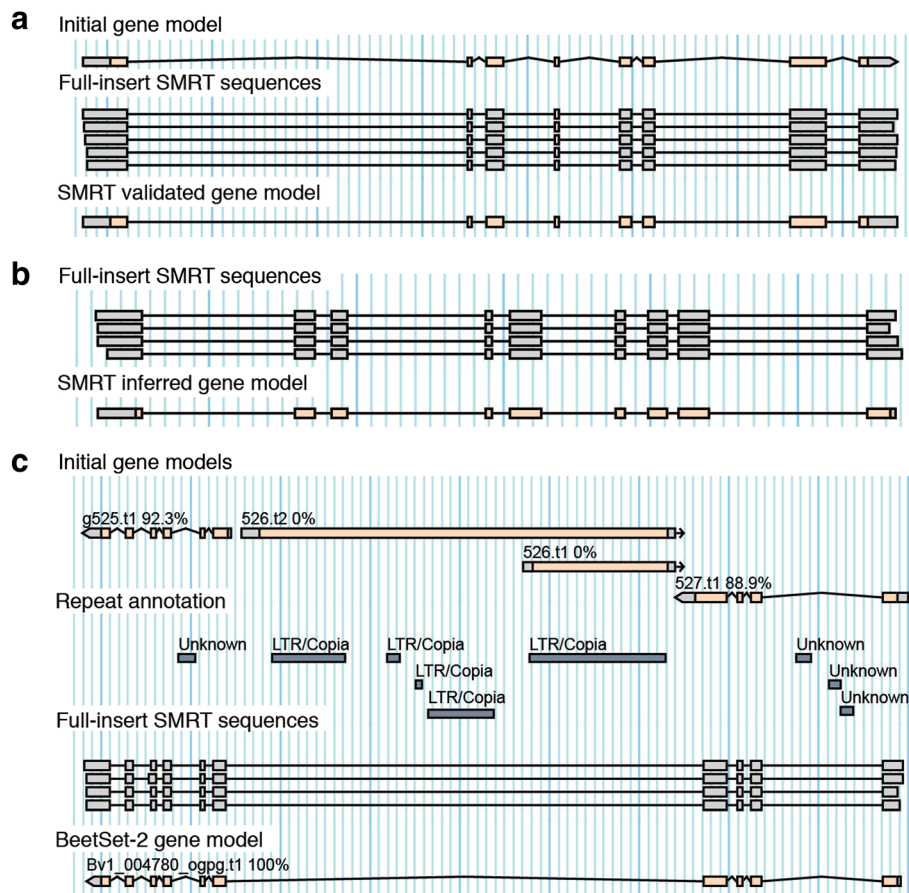 a
Initial gene model
Full-insert SMRT sequences
SMRT validated gene model
b
Full-insert SMRT sequences
SMRT inferred gene model
c
Initial gene models
g525.t1 92.3%
526.t2 0%
526.t1 0%
527.t1 88.9%
Repeat annotation
Unknown
LTR/Copia
LTR/Copia
LTR/Copia
Unknown
LTR/Copia
Unknown
LTR/Copia
Unknown
Full-insert SMRT sequences
BeetSet-2 gene model
Bv1_004780_ogpg.t1 100%